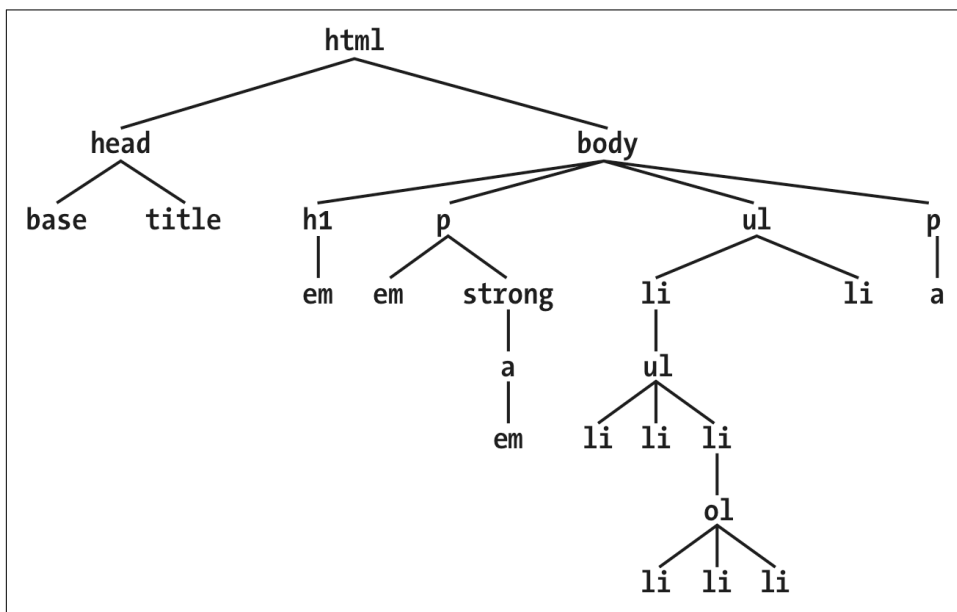 html
head body
base title h1 p ul p
em em strong li li a
a ul
em li li li
ol
li li li